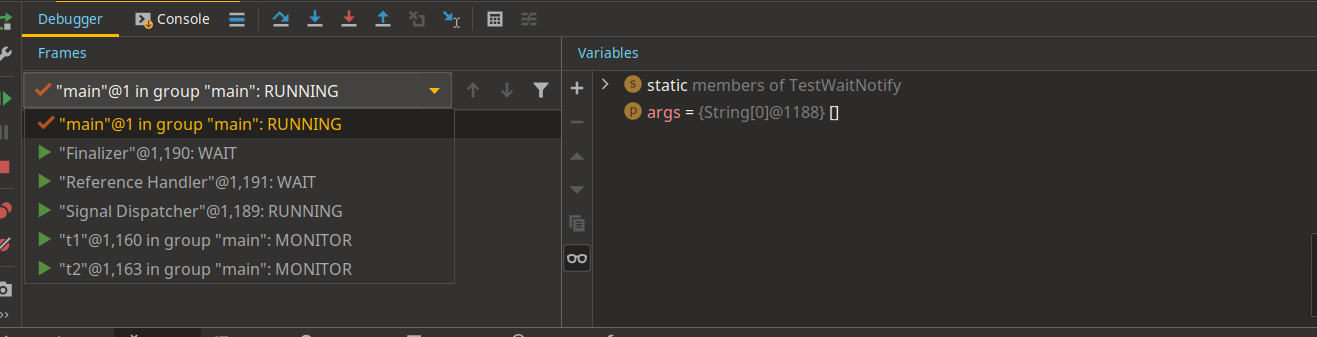 Debugger
Console
Frames
Variables
"main"@1 in group "main": RUNNING
"main"@1 in group "main": RUNNING
"Finalizer"@1,190: WAIT
"Reference Handler"@1,191: WAIT
"Signal Dispatcher"@1,189: RUNNING
"t1"@1,160 in group "main": MONITOR
"t2"@1,163 in group "main": MONITOR
s static members of TestWaitNotify
p args = {String[0]@1188} []